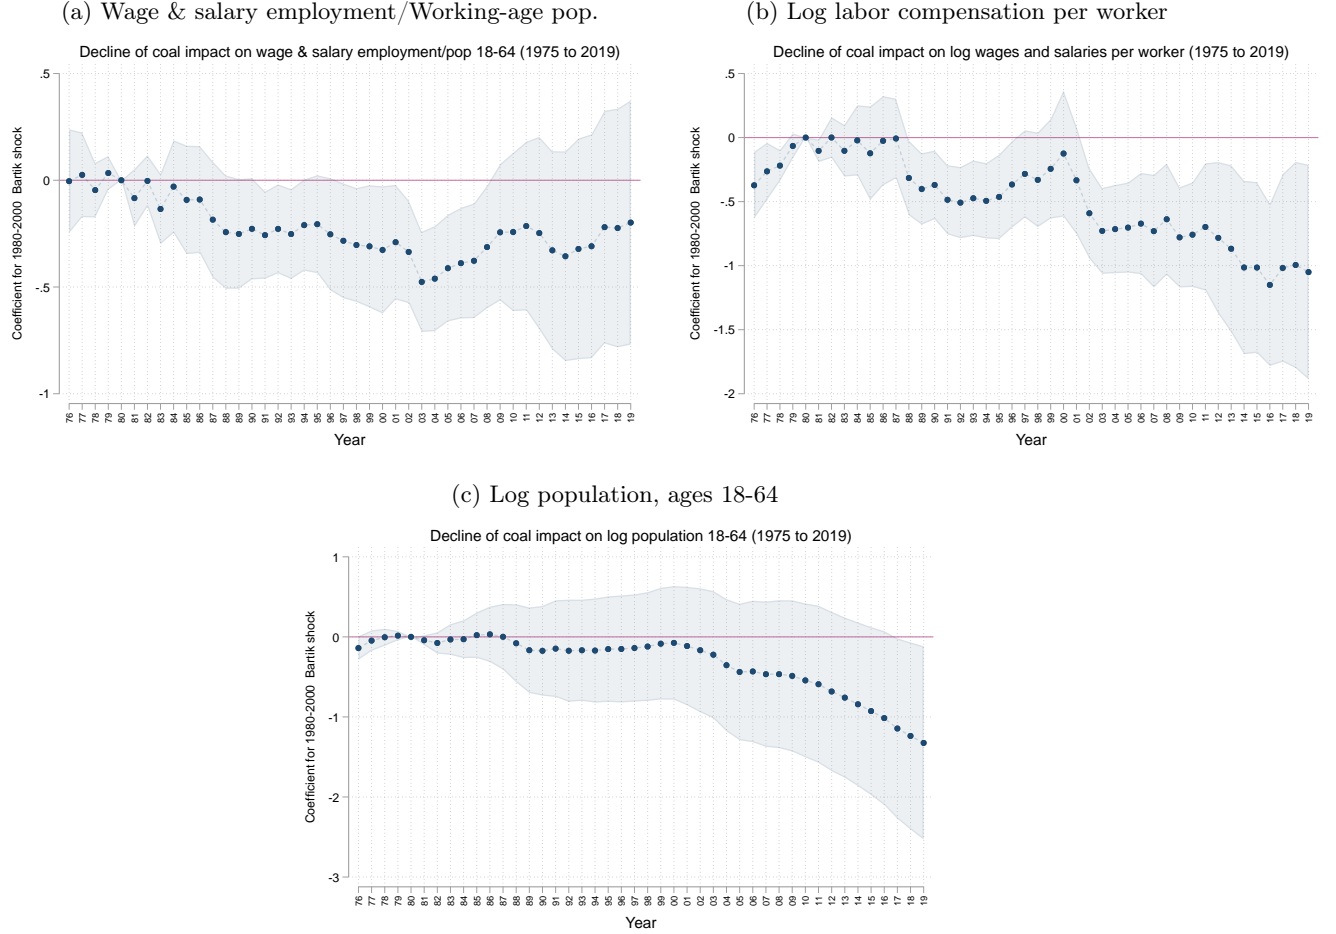 (a) Wage & salary employment/Working-age pop.
Decline of coal impact on wage & salary employment/pop 18-64 (1975 to 2019)
Coefficient for 1980-2000 Bartik shock
.5
0
-.5
-1
76 77 78 79 80 81 82 83 84 85 86 87 88 89 90 91 92 93 94 95 96 97 98 99 00 01 02 03 04 05 06 07 08 09 10 11 12 13 14 15 16 17 18 19
Year
(b) Log labor compensation per worker
Decline of coal impact on log wages and salaries per worker (1975 to 2019)
Coefficient for 1980-2000 Bartik shock
.5
0
-.5
-1
-1.5
-2
76 77 78 79 80 81 82 83 84 85 86 87 88 89 90 91 92 93 94 95 96 97 98 99 00 01 02 03 04 05 06 07 08 09 10 11 12 13 14 15 16 17 18 19
Year
(c) Log population, ages 18-64
Decline of coal impact on log population 18-64 (1975 to 2019)
Coefficient for 1980-2000 Bartik shock
1
0
-1
-2
-3
76 77 78 79 80 81 82 83 84 85 86 87 88 89 90 91 92 93 94 95 96 97 98 99 00 01 02 03 04 05 06 07 08 09 10 11 12 13 14 15 16 17 18 19
Year